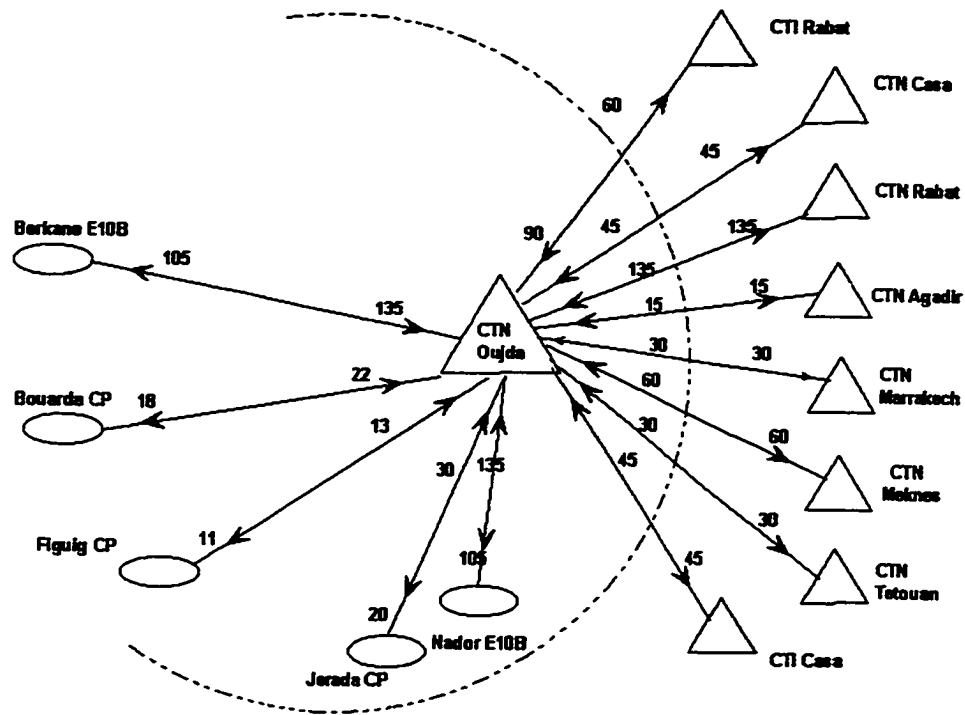 CTI Rabat
60
CTN Casa
45
CTN Rabat
90
45
135
Berkane E10B
105
135
15
CTN Agadir
15
135
CTN
Oujda
30
30
CTN
Marrakech
22
60
Bouarda CP
18
13
30
60
CTN
Meknes
30
135
45
30
Figuig CP
11
105
45
CTN
Tetouan
20
Nador E10B
CTI Casa
Jerada CP